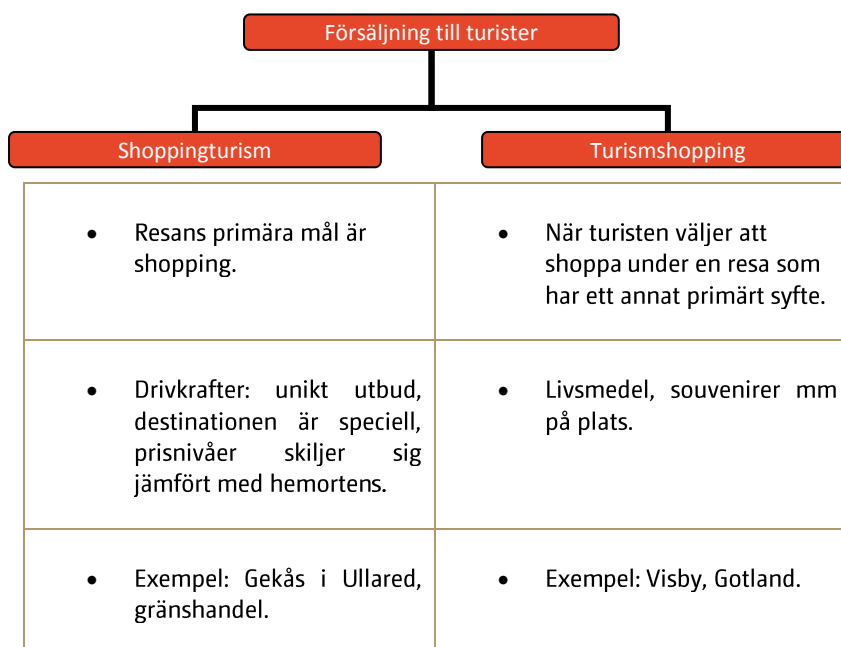 Försäljning till turister
Shoppingturism
Turismshopping
• Resans primära mål är
shopping.
• När turisten väljer att
shoppa under en resa som
har ett annat primärt syfte.
• Drivkrafter: unikt utbud,
destinationen är speciell,
prisnivåer skiljer sig
jämfört med hemortens.
• Livsmedel, souvenirer mm
på plats.
• Exempel: Gekås i Ullared,
gränshandel.
• Exempel: Visby, Gotland.